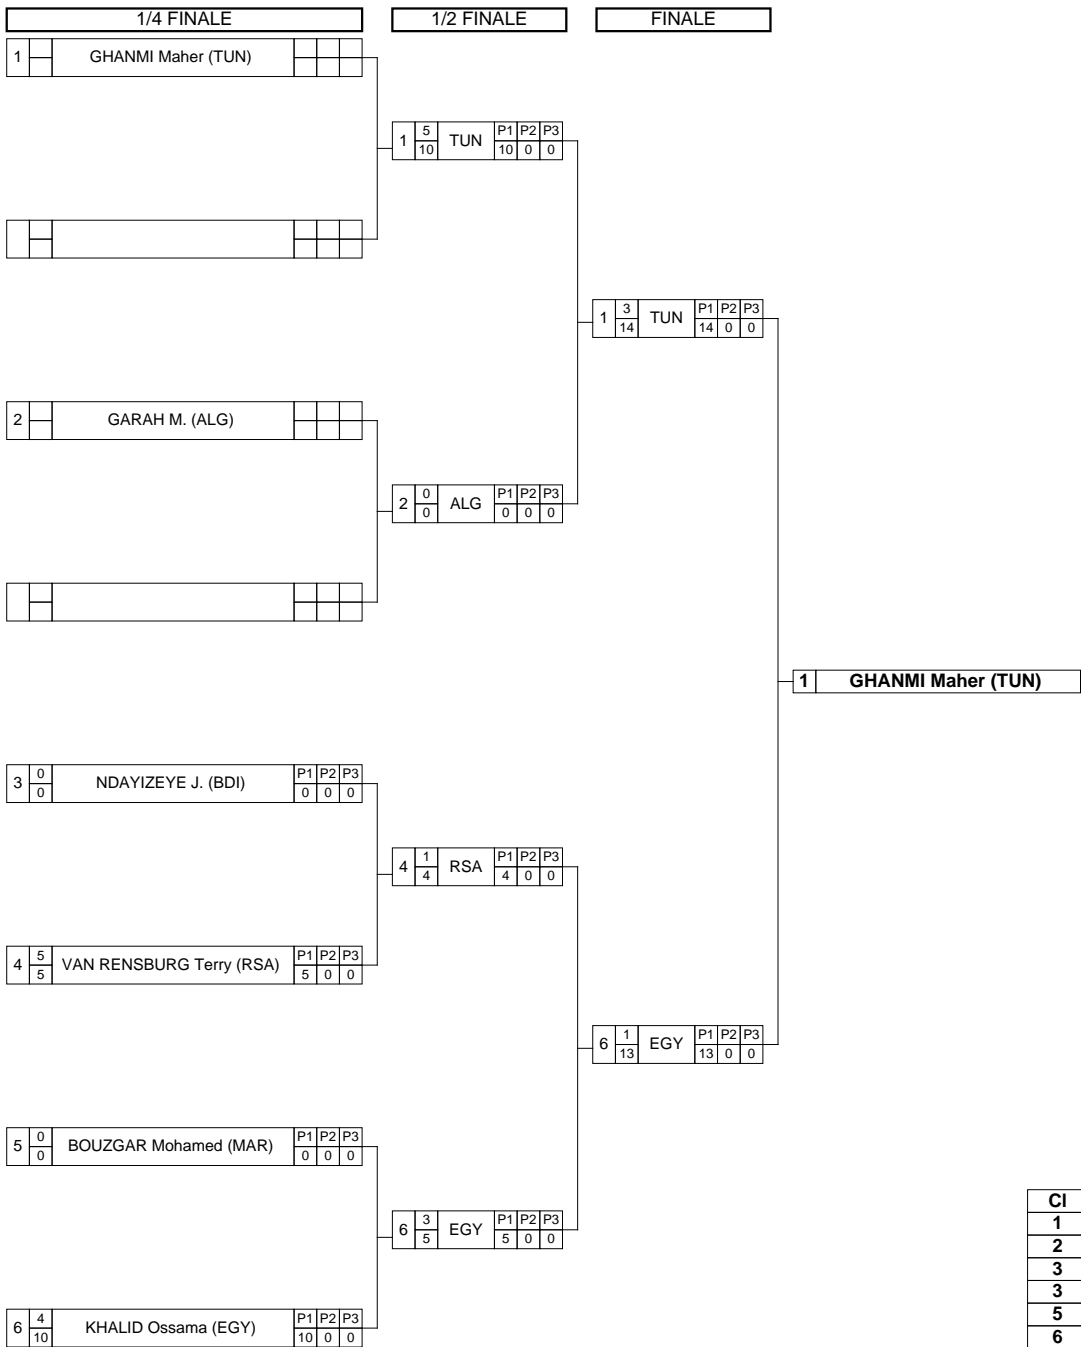 1/4 FINALE 1/2 FINALE FINALE
1 GHANMI Maher (TUN)
1 5 10 TUN P1 P2 P3
10 0 0
1 3 14 TUN P1 P2 P3
14 0 0
2 GARAH M. (ALG)
2 0 0 ALG P1 P2 P3
0 0 0
1 GHANMI Maher (TUN)
3 0 0 NDAYIZEYE J. (BDI) P1 P2 P3
0 0 0
4 1 4 RSA P1 P2 P3
4 0 0
4 5 5 VAN RENSBURG Terry (RSA) P1 P2 P3
5 0 0
6 1 13 EGY P1 P2 P3
13 0 0
5 0 0 BOUZGAR Mohamed (MAR) P1 P2 P3
0 0 0
6 3 5 EGY P1 P2 P3
5 0 0
6 4 10 KHALID Ossama (EGY) P1 P2 P3
10 0 0
Cl
1
2
3
3
5
6